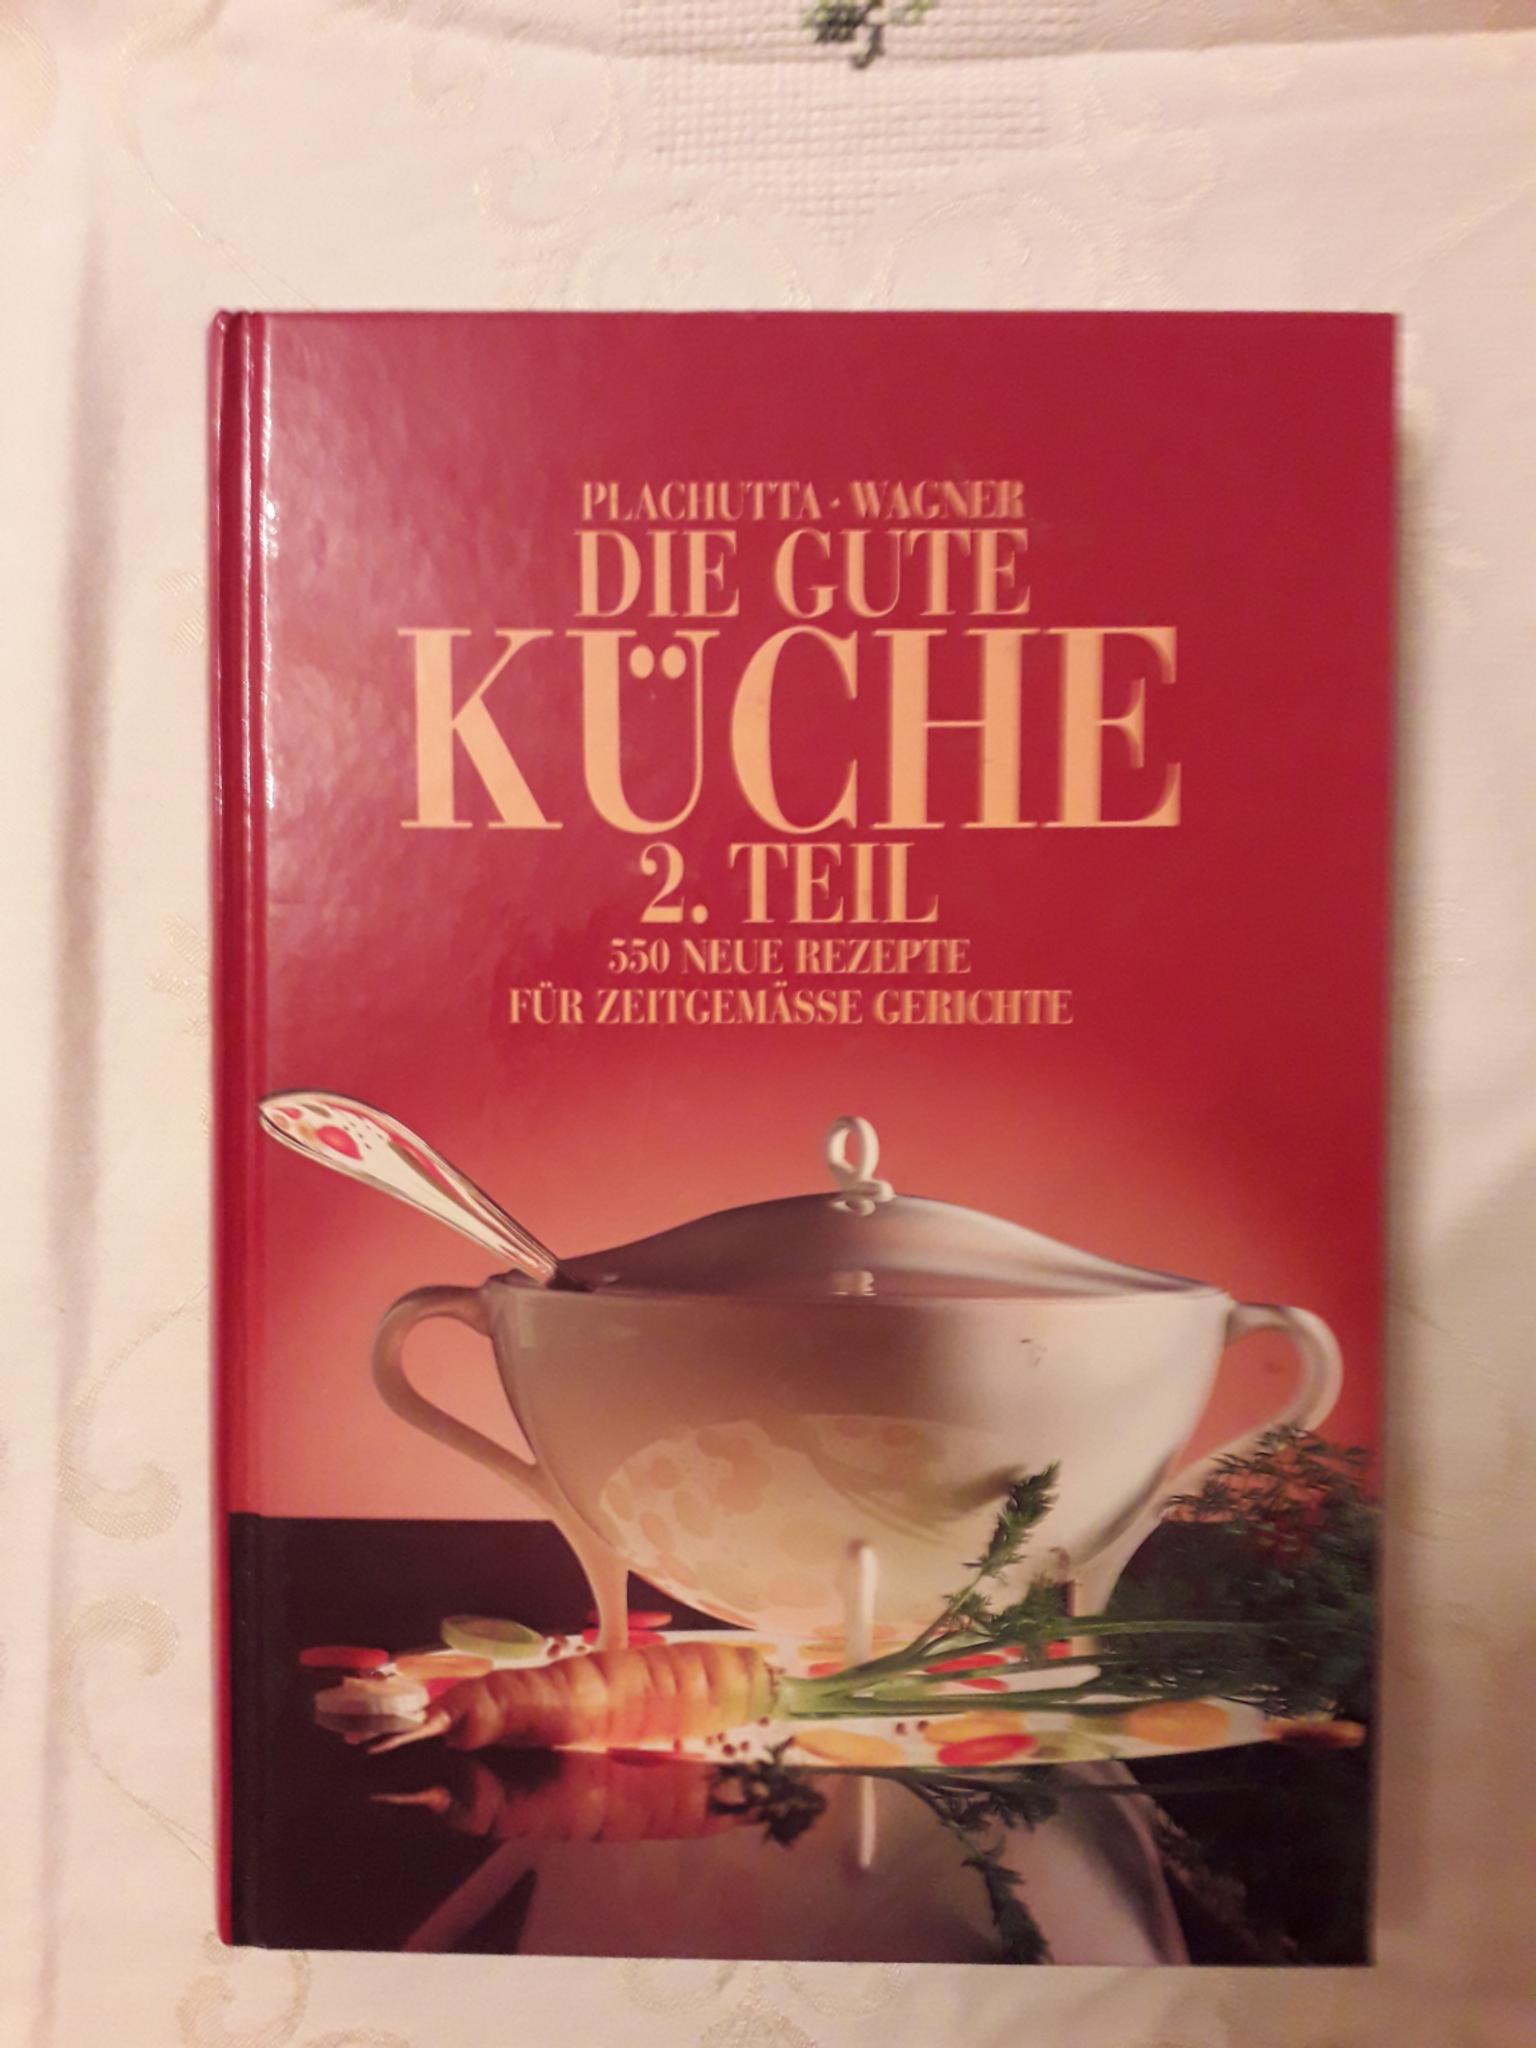 PLACHUTTA · WAGNER
DIE GUTE
KÜCHE
2. TEIL
550 NEUE REZEPTE
FÜR ZEITGEMÄSSE GERICHTE